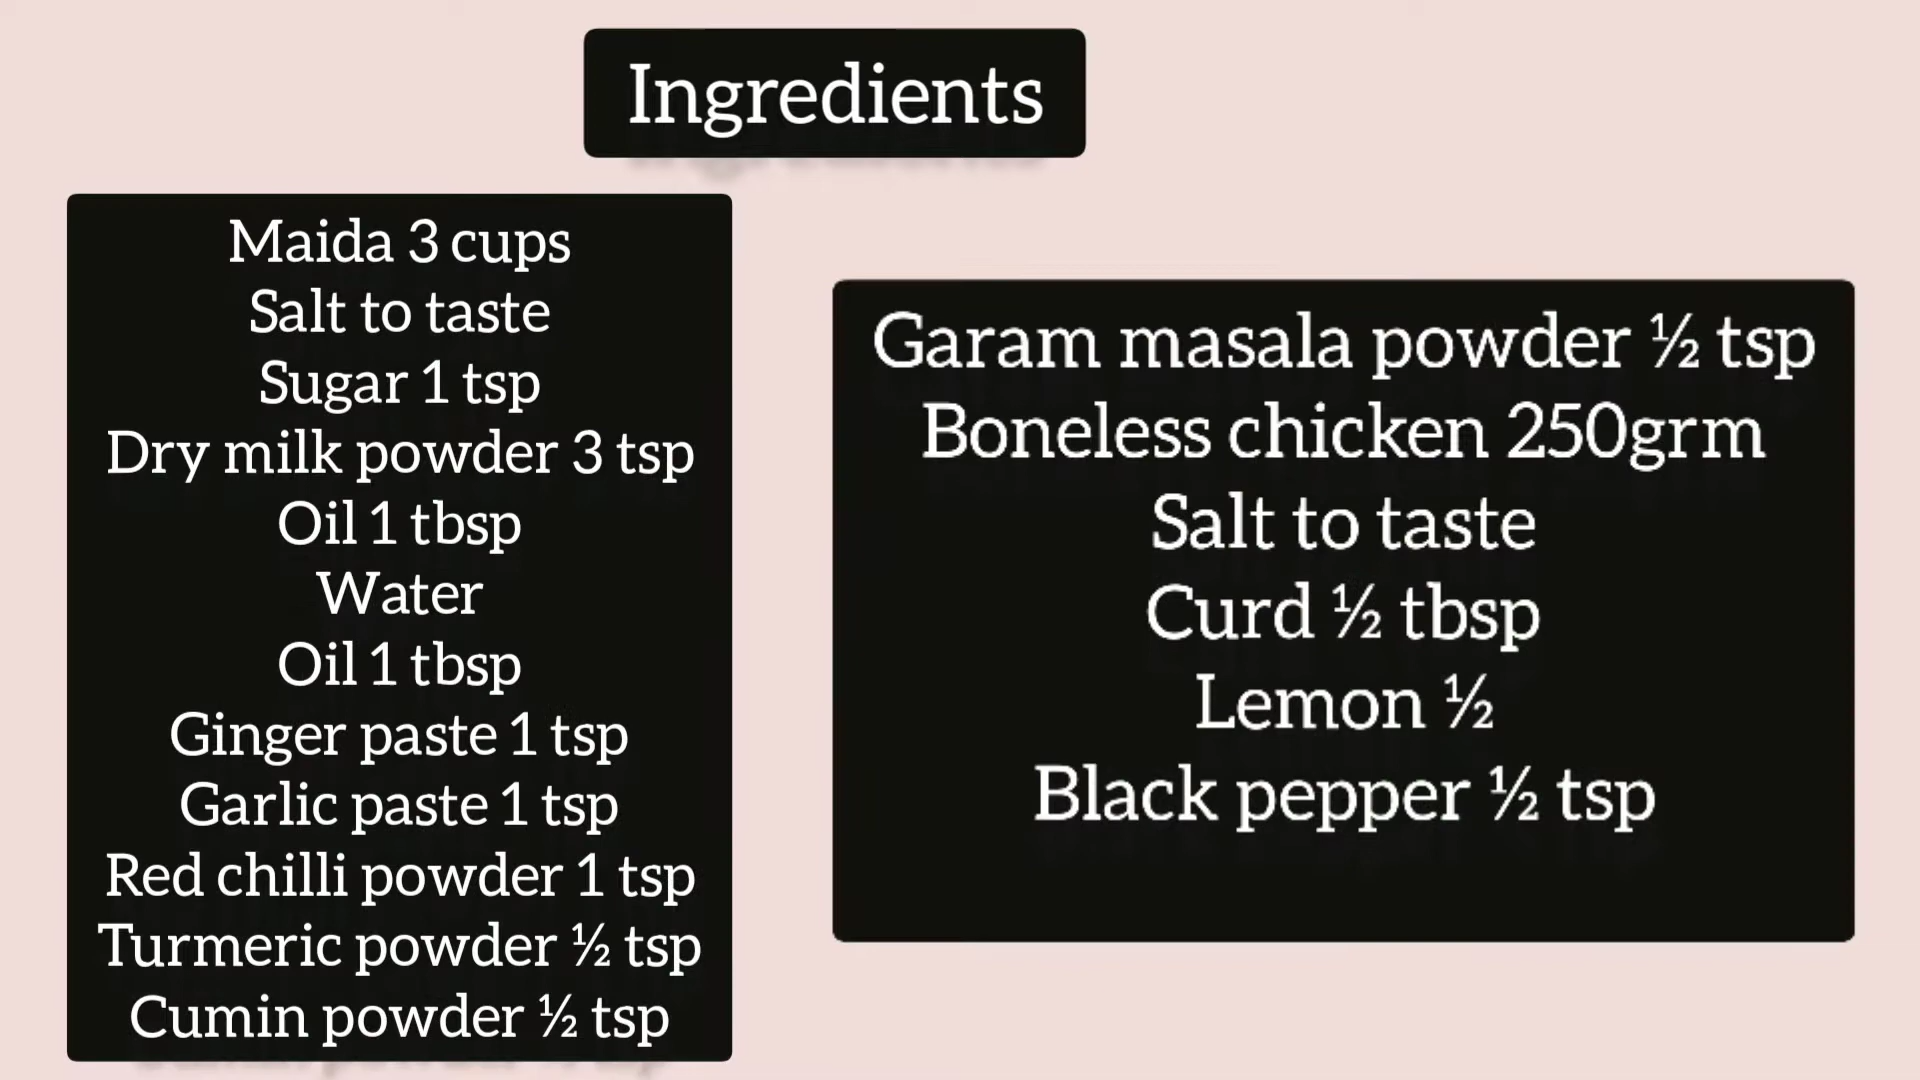 Ingredients
Maida 3 cups
Salt to taste
Sugar 1 tsp
Dry milk powder 3 tsp
Oil 1 tbsp
Water
Oil 1 tbsp
Ginger paste 1 tsp
Garlic paste 1 tsp
Red chilli powder 1 tsp
Turmeric powder ½ tsp
Cumin powder ½ tsp
Garam masala powder ½ tsp
Boneless chicken 250grm
Salt to taste
Curd ½ tbsp
Lemon ½
Black pepper ½ tsp